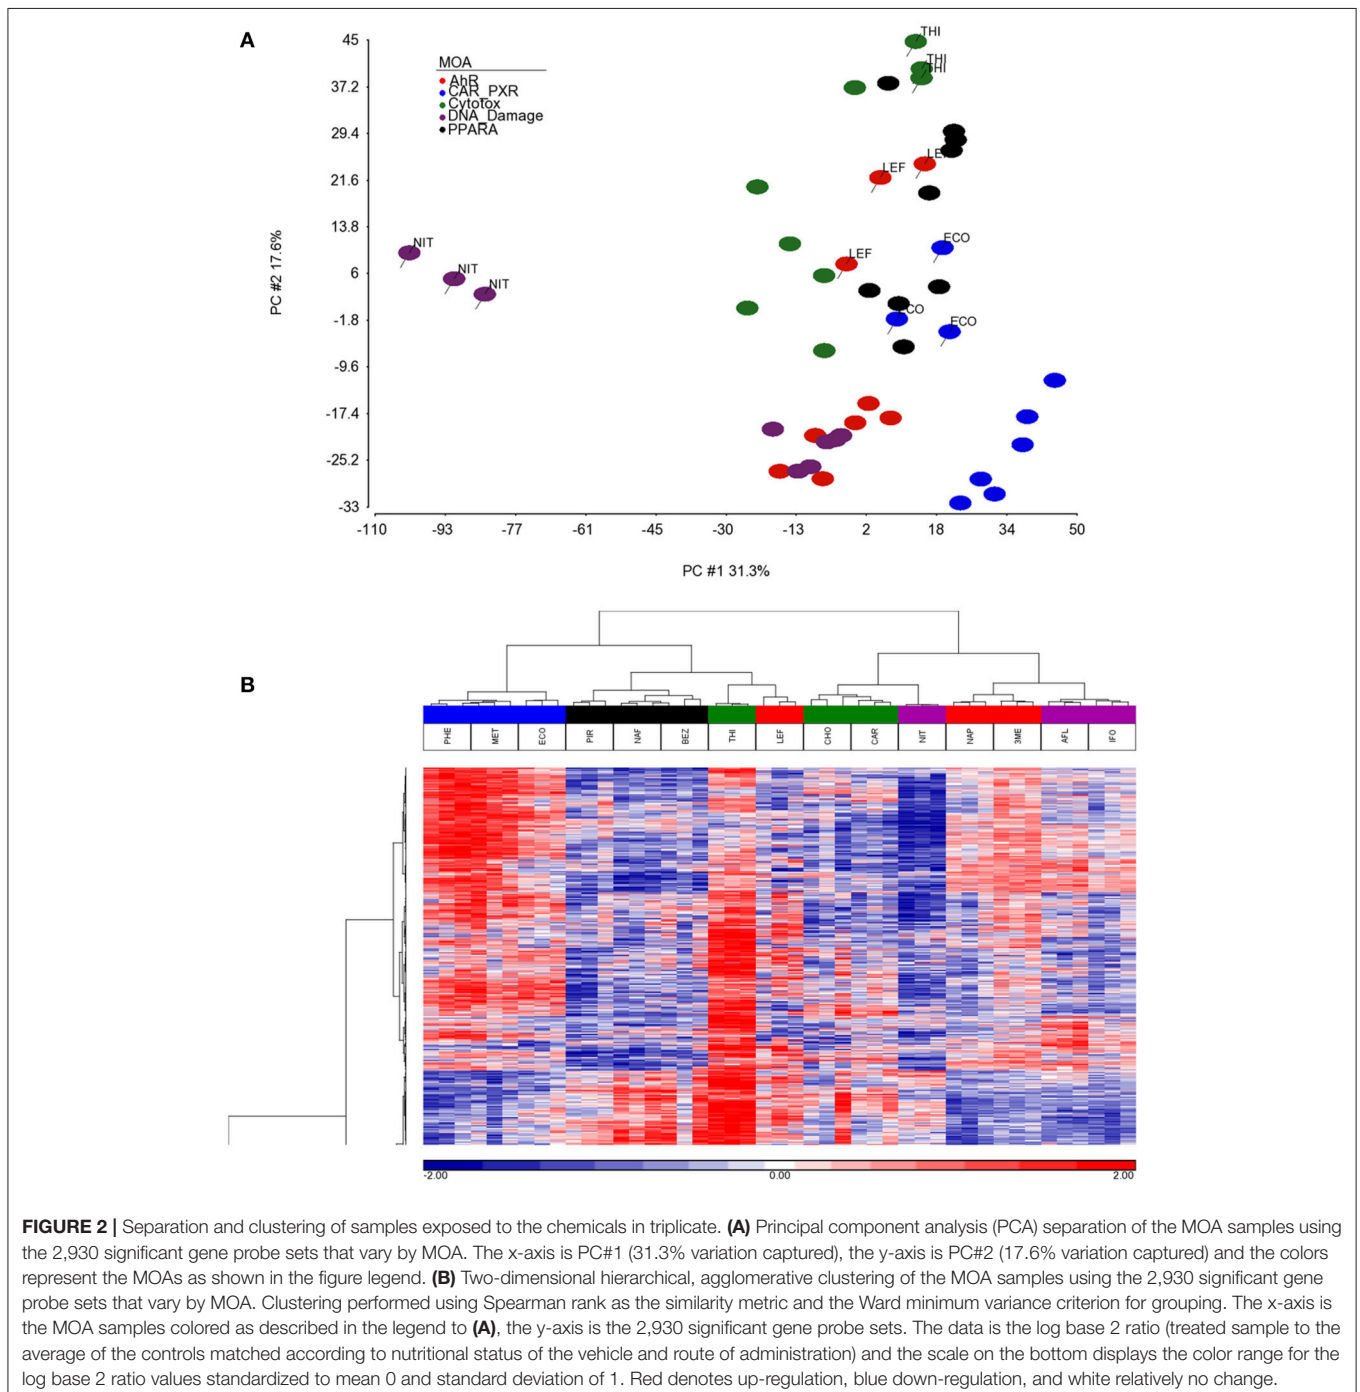 A
45
37.2
29.4
21.6
13.8
6
-1.8
-9.6
-17.4
-25.2
-33
PC #2 17.6%
MOA
AhR
CAR_PXR
Cytotox
DNA_Damage
PPARA
THI
THI
THI
LEF
LEF
ECO
LEF
NIT
NIT
NIT
ECO
ECO
-110 -93 -77 -61 -45 -30 -13 2 18 34 50
PC #1 31.3%
B
PHE MET ECO PIR NAF BEZ THI LEF CHO CAR NIT NAP 3ME AFL IFO
-2.00 0.00 2.00
FIGURE 2 | Separation and clustering of samples exposed to the chemicals in triplicate. (A) Principal component analysis (PCA) separation of the MOA samples using
the 2,930 significant gene probe sets that vary by MOA. The x-axis is PC#1 (31.3% variation captured), the y-axis is PC#2 (17.6% variation captured) and the colors
represent the MOAs as shown in the figure legend. (B) Two-dimensional hierarchical, agglomerative clustering of the MOA samples using the 2,930 significant gene
probe sets that vary by MOA. Clustering performed using Spearman rank as the similarity metric and the Ward minimum variance criterion for grouping. The x-axis is
the MOA samples colored as described in the legend to (A), the y-axis is the 2,930 significant gene probe sets. The data is the log base 2 ratio (treated sample to the
average of the controls matched according to nutritional status of the vehicle and route of administration) and the scale on the bottom displays the color range for the
log base 2 ratio values standardized to mean 0 and standard deviation of 1. Red denotes up-regulation, blue down-regulation, and white relatively no change.